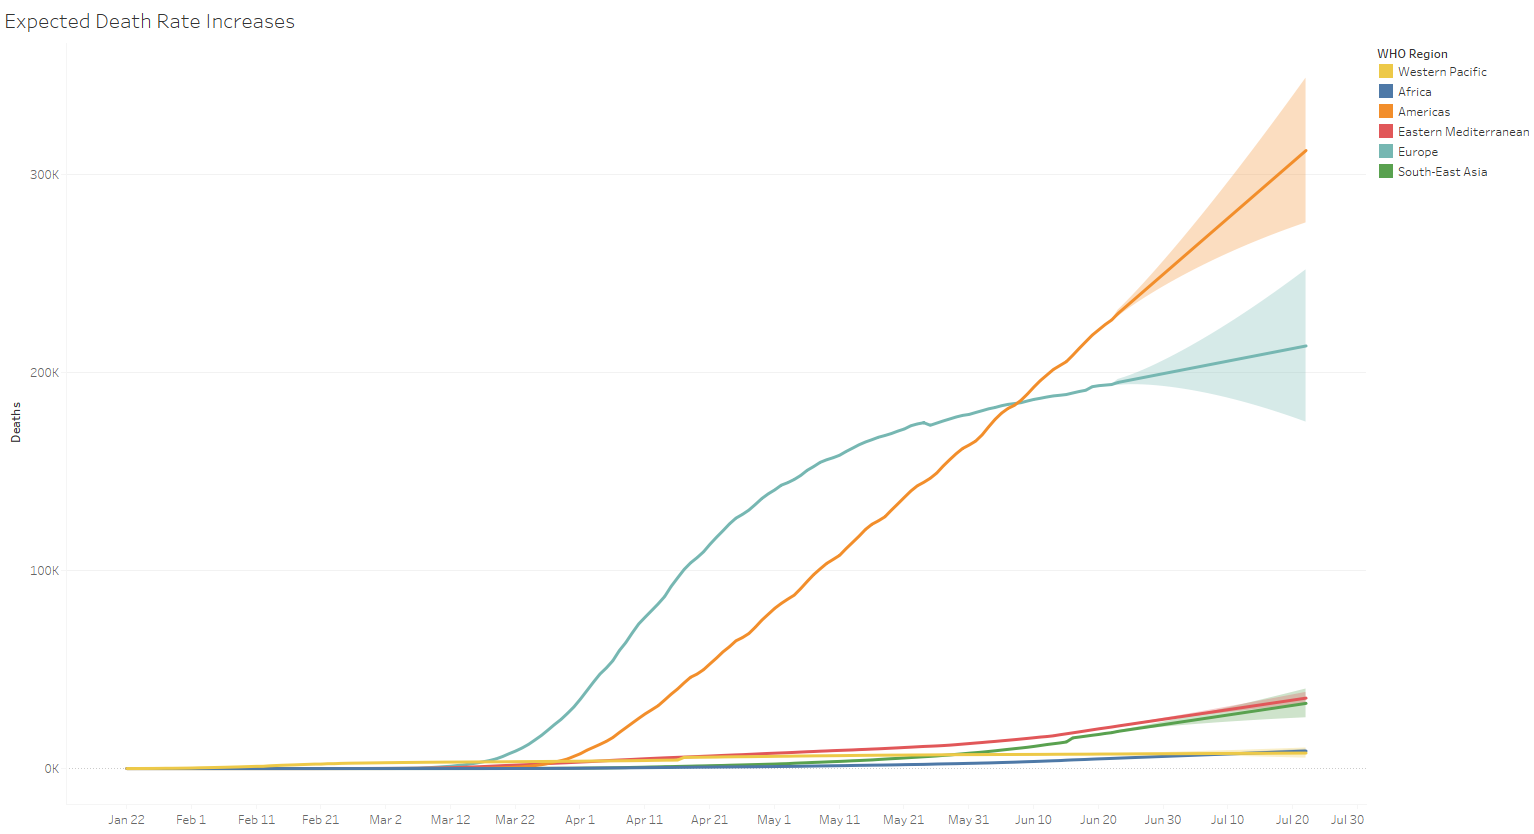 Expected Death Rate Increases
WHO Region
Western Pacific
Africa
Americas
Eastern Mediterranean
Europe
South-East Asia
Deaths
300K
200K
100K
0K
Jan 22 Feb 1 Feb 11 Feb 21 Mar 2 Mar 12 Mar 22 Apr 1 Apr 11 Apr 21 May 1 May 11 May 21 May 31 Jun 10 Jun 20 Jun 30 Jul 10 Jul 20 Jul 30